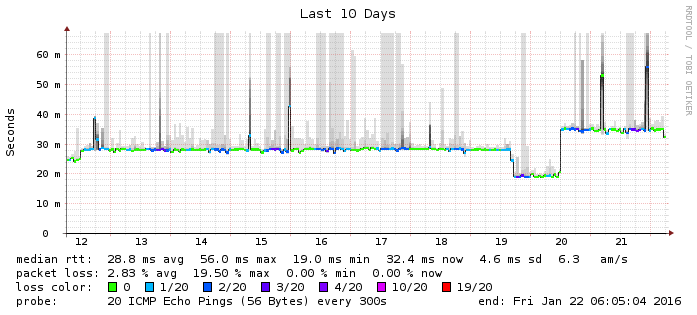 Last 10 Days
RRDTOOL / TOBI OETIKER
Seconds
60 m
50 m
40 m
30 m
20 m
10 m
0
12 13 14 15 16 17 18 19 20 21
median rtt: 28.8 ms avg 56.0 ms max 19.0 ms min 32.4 ms now 4.6 ms sd 6.3 am/s
packet loss: 2.83 % avg 19.50 % max 0.00 % min 0.00 % now
loss color: 0 1/20 2/20 3/20 4/20 10/20 19/20
probe: 20 ICMP Echo Pings (56 Bytes) every 300s end: Fri Jan 22 06:05:04 2016